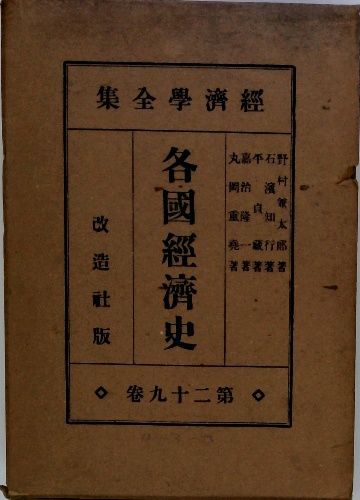 經濟學全集
野村兼太郎著
石濱知行著
平貞藏著
嘉治隆一著
丸岡重堯著
各國經濟史
改造社版
第二十九卷